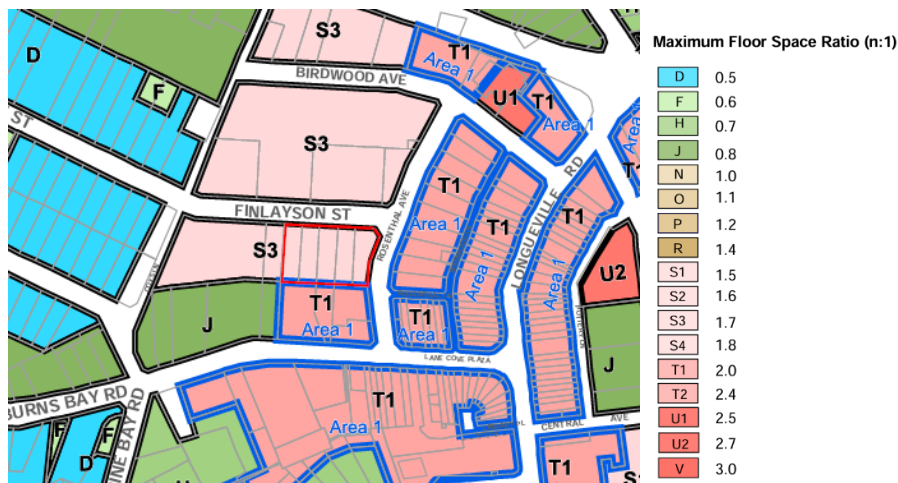 Maximum Floor Space Ratio (n:1)
D 0.5
F 0.6
H 0.7
J 0.8
N 1.0
O 1.1
P 1.2
R 1.4
S1 1.5
S2 1.6
S3 1.7
S4 1.8
T1 2.0
T2 2.4
U1 2.5
U2 2.7
V 3.0
S3
T1
Area 1
D
BIRDWOOD AVE
F
U1
T1
Area 1
ST
S3
Area 1
T1
T1
ROSENTHAL AVE
LONGUEVILLE RD
T1
T1
FINLAYSON ST
Area 1
S3
Area 1
U2
Area 1
T1
Area 1
T1
Area 1
J
LANE COVE PLAZA
J
T1
Area 1
BURNS BAY RD
CENTRAL AVE
F
F
D
T1